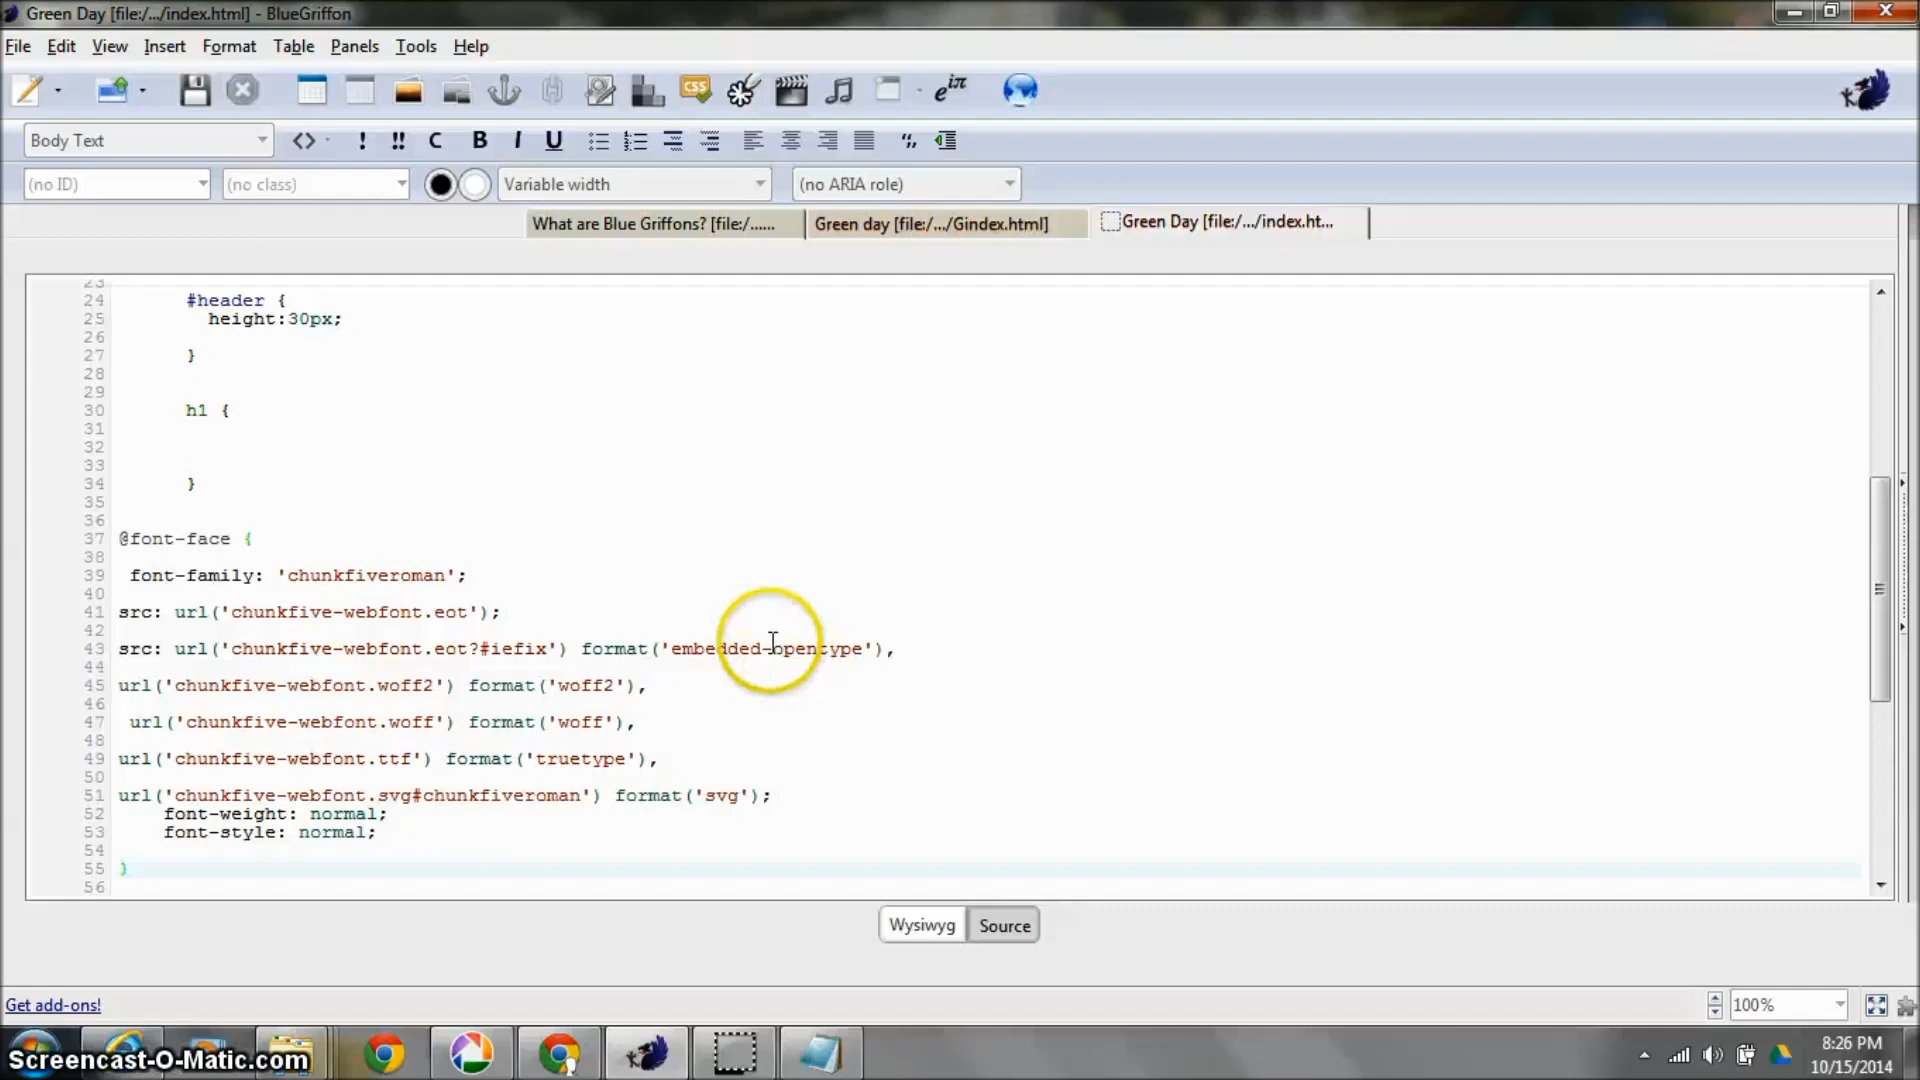 Green Day [file:/.../index.html] - BlueGriffon
File Edit View Insert Format Table Panels Tools Help
CSS
eiπ
Body Text
! !! C B I U
(no ID)
(no class)
Variable width
(no ARIA role)
What are Blue Griffons? [file:/......
Green day [file:/.../Gindex.html]
Green Day [file:/.../index.ht...
23
24 #header {
25 height:30px;
26
27 }
28
29
30 h1 {
31
32
33
34 }
35
36
37 @font-face {
38
39 font-family: 'chunkfiveroman';
40
41 src: url('chunkfive-webfont.eot');
42
43 src: url('chunkfive-webfont.eot?#iefix') format('embedded-opentype'),
44
45 url('chunkfive-webfont.woff2') format('woff2'),
46
47 url('chunkfive-webfont.woff') format('woff'),
48
49 url('chunkfive-webfont.ttf') format('truetype'),
50
51 url('chunkfive-webfont.svg#chunkfiveroman') format('svg');
52 font-weight: normal;
53 font-style: normal;
54
55 }
56
Wysiwyg Source
Get add-ons!
100%
Screencast-O-Matic.com
8:26 PM
10/15/2014